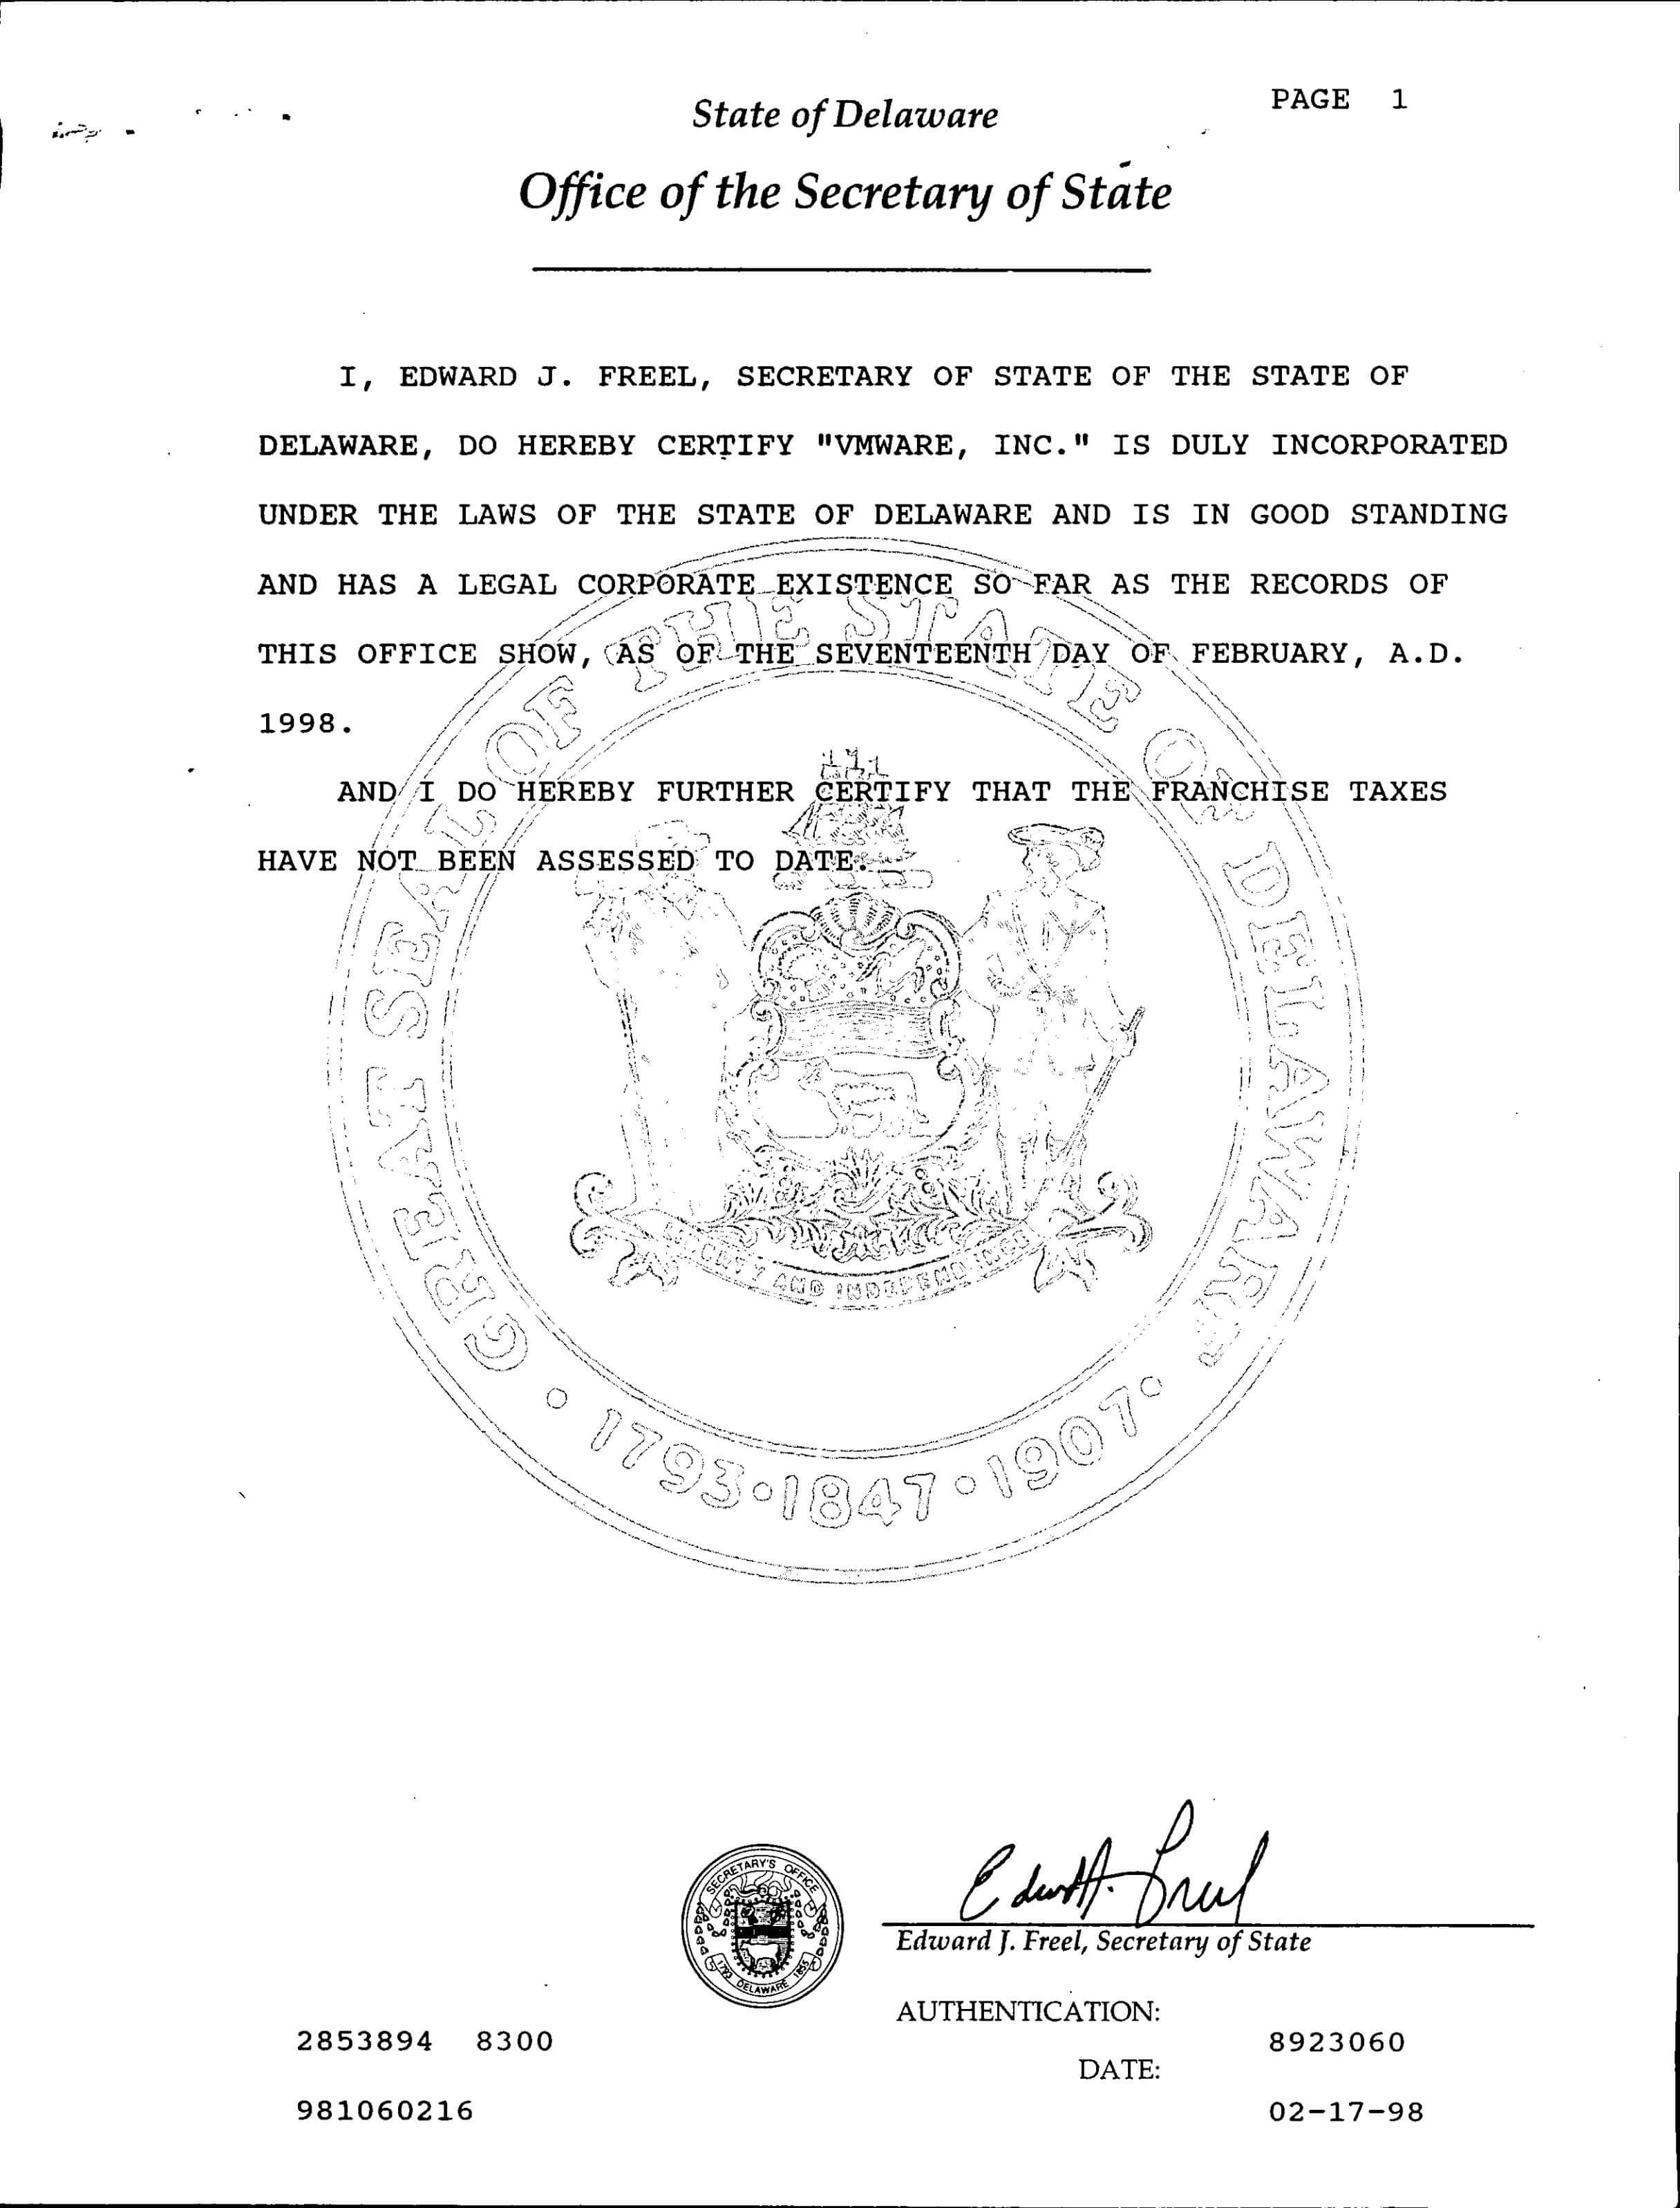 PAGE 1
State of Delaware
Office of the Secretary of State
I, EDWARD J. FREEL, SECRETARY OF STATE OF THE STATE OF
DELAWARE, DO HEREBY CERTIFY "VMWARE, INC." IS DULY INCORPORATED
UNDER THE LAWS OF THE STATE OF DELAWARE AND IS IN GOOD STANDING
AND HAS A LEGAL CORPORATE EXISTENCE SO FAR AS THE RECORDS OF
THIS OFFICE SHOW, AS OF THE SEVENTEENTH DAY OF FEBRUARY, A.D.
1998.
AND I DO HEREBY FURTHER CERTIFY THAT THE FRANCHISE TAXES
HAVE NOT BEEN ASSESSED TO DATE.
GREAT SEAL OF THE STATE OF DELAWARE
AND INDEPENDENCE
1793 · 1847 · 1907
SECRETARY'S OFFICE
1793 DELAWARE 1855
Edward J. Freel
Edward J. Freel, Secretary of State
AUTHENTICATION:
2853894 8300
8923060
DATE:
981060216
02-17-98